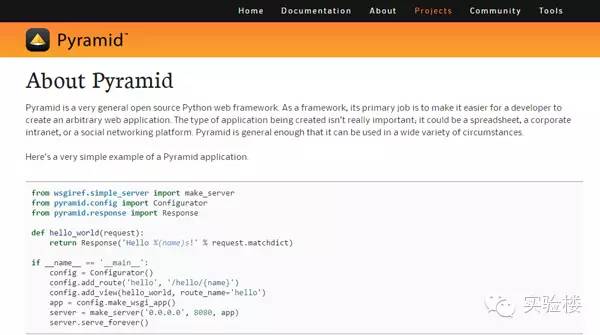 Home Documentation About Projects Community Tools
Pyramid™
About Pyramid
Pyramid is a very general open source Python web framework. As a framework, its primary job is to make it easier for a developer to
create an arbitrary web application. The type of application being created isn't really important; it could be a spreadsheet, a corporate
intranet, or a social networking platform. Pyramid is general enough that it can be used in a wide variety of circumstances.
Here's a very simple example of a Pyramid application.
from wsgiref.simple_server import make_server
from pyramid.config import Configurator
from pyramid.response import Response
def hello_world(request):
return Response('Hello %(name)s!' % request.matchdict)
if __name__ == '__main__':
config = Configurator()
config.add_route('hello', '/hello/{name}')
config.add_view(hello_world, route_name='hello')
app = config.make_wsgi_app()
server = make_server('0.0.0.0', 8080, app)
server.serve_forever()
实验楼